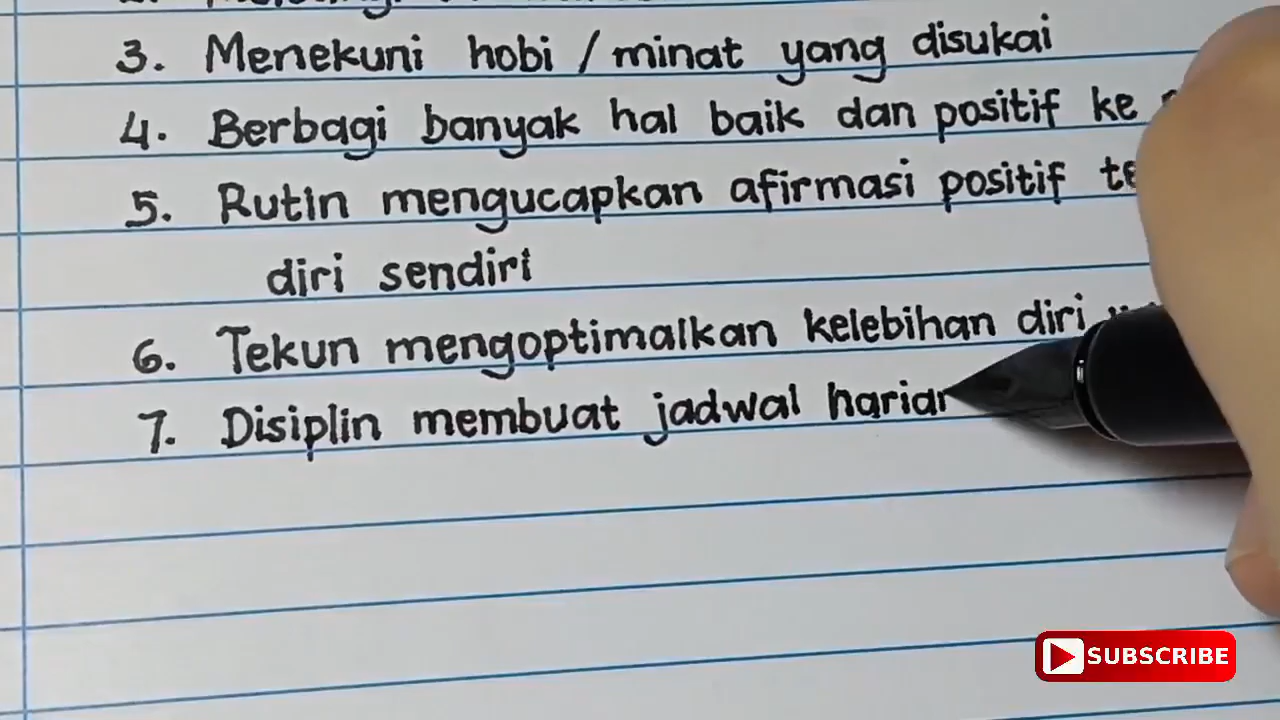 3. Menekuni hobi / minat yang disukai
4. Berbagi banyak hal baik dan positif ke
5. Rutin mengucapkan afirmasi positif
diri sendiri
6. Tekun mengoptimalkan kelebihan diri
7. Disiplin membuat jadwal harian
SUBSCRIBE